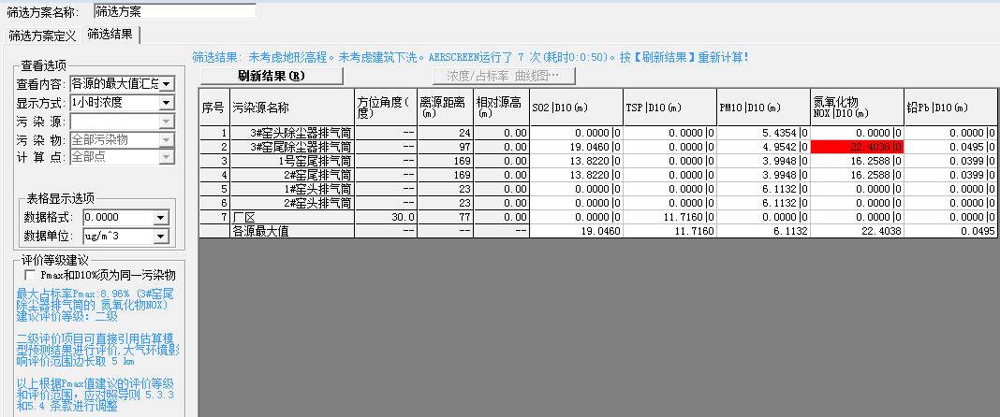 筛选方案名称: 筛选方案
筛选方案定义 筛选结果
筛选结果: 未考虑地形高程。未考虑建筑下洗。AERSCREEN运行了 7 次(耗时0:0:50)。按【刷新结果】重新计算!
刷新结果(R) 浓度/占标率 曲线图…
查看选项
查看内容: 各源的最大值汇总
显示方式: 1小时浓度
污 染 源:
污 染 物: 全部污染物
计 算 点: 全部点
表格显示选项
数据格式: 0.0000
数据单位: ug/m^3
评价等级建议
Pmax和D10%须为同一污染物
最大占标率Pmax:8.96% (3#窑尾
除尘器排气筒的 氮氧化物NOX)
建议评价等级: 二级
二级评价项目可直接引用估算模
型预测结果进行评价,大气环境影
响评价范围边长取 5 km
以上根据Pmax值建议的评价等级
和评价范围, 应对照导则 5.3.3
和5.4 条款进行调整
序号 污染源名称 方位角度(度) 离源距离(m) 相对源高(m) SO2|D10(m) TSP|D10(m) PM10|D10(m) 氮氧化物NOX|D10(m) 铅Pb|D10(m)
1 3#窑头除尘器排气筒 -- 24 0.00 0.0000|0 0.0000|0 5.4354|0 0.0000|0 0.0000|0
2 3#窑尾除尘器排气筒 -- 97 0.00 19.0460|0 0.0000|0 4.9542|0 22.4038|0 0.0495|0
3 1号窑尾排气筒 -- 169 0.00 13.8220|0 0.0000|0 3.9948|0 16.2588|0 0.0399|0
4 2#窑尾排气筒 -- 169 0.00 13.8220|0 0.0000|0 3.9948|0 16.2588|0 0.0399|0
5 1#窑头排气筒 -- 23 0.00 0.0000|0 0.0000|0 6.1132|0 0.0000|0 0.0000|0
6 2#窑头排气筒 -- 23 0.00 0.0000|0 0.0000|0 6.1132|0 0.0000|0 0.0000|0
7 厂区 30.0 77 0.00 0.0000|0 11.7160|0 0.0000|0 0.0000|0 0.0000|0
各源最大值 -- -- -- 19.0460 11.7160 6.1132 22.4038 0.0495